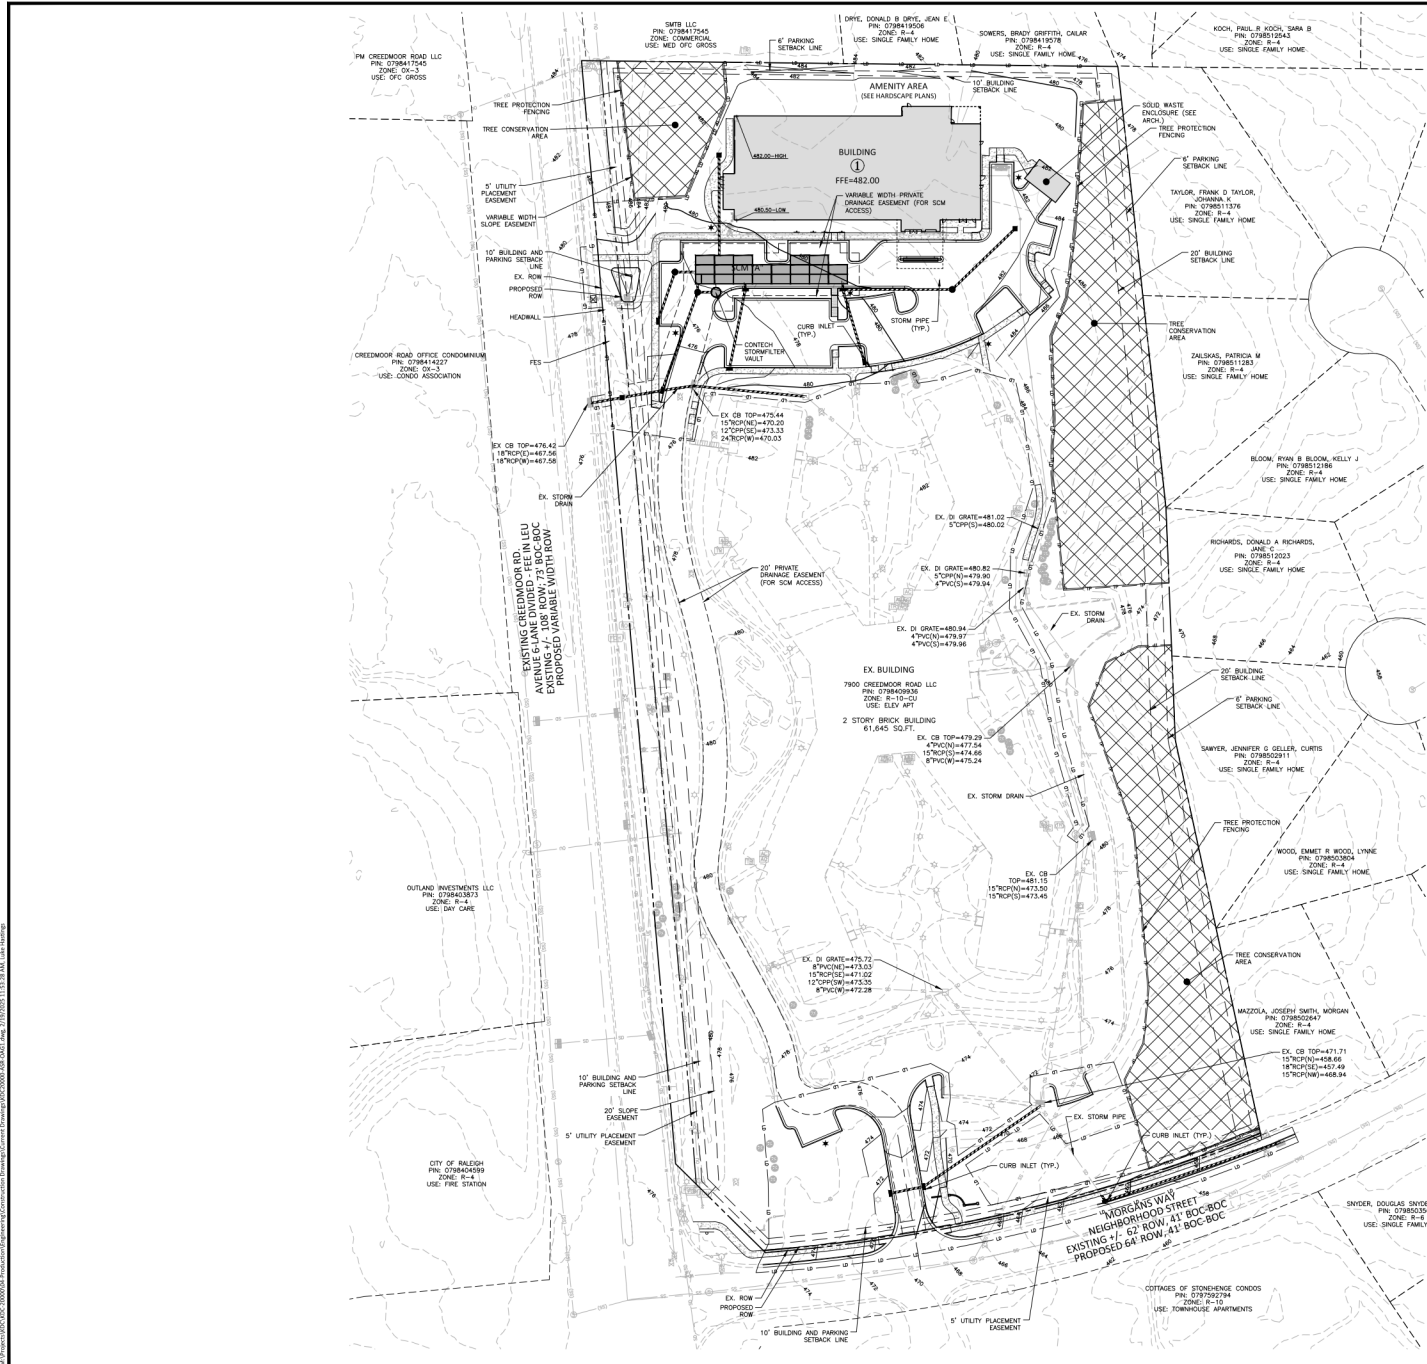 SMTB LLC
PIN: 0798417545
ZONE: COMMERCIAL
USE: MED OFC GROSS
6' PARKING
SETBACK LINE
DRYE, DONALD B DRYE, JEAN E
PIN: 0798419506
ZONE: R-4
USE: SINGLE FAMILY HOME
SOWERS, BRADY GRIFFITH, CAILAR
PIN: 0798419578
ZONE: R-4
USE: SINGLE FAMILY HOME
KOCH, PAUL R KOCH, SARA B
PIN: 0798512643
ZONE: R-4
USE: SINGLE FAMILY HOME
PM CREEDMOOR ROAD LLC
PIN: 0798417545
ZONE: OX-3
USE: OFC GROSS
AMENITY AREA
(SEE HARDSCAPE PLANS)
10' BUILDING
SETBACK LINE
TREE PROTECTION
FENCING
TREE CONSERVATION
AREA
SOLID WASTE
ENCLOSURE (SEE
ARCH.)
TREE PROTECTION
FENCING
6' PARKING
SETBACK LINE
482.00-HIGH
BUILDING
1
FFE=482.00
480.50-LOW
VARIABLE WIDTH PRIVATE
DRAINAGE EASEMENT (FOR SCM
ACCESS)
5' UTILITY
PLACEMENT
EASEMENT
VARIABLE WIDTH
SLOPE EASEMENT
TAYLOR, FRANK D TAYLOR,
JOHANNA K
PIN: 0798511376
ZONE: R-4
USE: SINGLE FAMILY HOME
10' BUILDING AND
PARKING SETBACK
LINE
EX. ROW
PROPOSED
ROW
HEADWALL
FES
SCM 'A'
20' BUILDING
SETBACK LINE
CURB INLET
(TYP.)
STORM PIPE
(TYP.)
CONTECH
STORMFILTER
VAULT
TREE
CONSERVATION
AREA
CREEDMOOR ROAD OFFICE CONDOMINIUM
PIN: 0798414227
ZONE: OX-3
USE: CONDO ASSOCIATION
ZAILSKAS, PATRICIA M
PIN: 0798511283
ZONE: R-4
USE: SINGLE FAMILY HOME
EX CB TOP=475.44
15"RCP(NE)=470.20
12"CPP(SE)=473.33
24"RCP(W)=470.03
EX CB TOP=476.42
18"RCP(E)=467.56
18"RCP(W)=467.58
EX. STORM
DRAIN
BLOOM, RYAN B BLOOM, KELLY J
PIN: 0798512186
ZONE: R-4
USE: SINGLE FAMILY HOME
EX. DI GRATE=481.02
5"CPP(S)=480.02
EXISTING CREEDMOOR RD.
AVENUE 6-LANE DIVIDED - FEE IN LEU
EXISTING +/- 108' ROW; 73' BOC-BOC
PROPOSED VARIABLE WIDTH ROW
20' PRIVATE
DRAINAGE EASEMENT
(FOR SCM ACCESS)
EX. DI GRATE=480.82
5"CPP(N)=479.90
4"PVC(S)=479.94
RICHARDS, DONALD A RICHARDS,
JANE C
PIN: 0798512023
ZONE: R-4
USE: SINGLE FAMILY HOME
EX. STORM
DRAIN
EX. DI GRATE=480.94
4"PVC(N)=479.97
4"PVC(S)=479.96
EX. BUILDING
7900 CREEDMOOR ROAD LLC
PIN: 0798409936
ZONE: R-10-CU
USE: ELEV APT
2 STORY BRICK BUILDING
61,645 SQ.FT.
20' BUILDING
SETBACK LINE
6' PARKING
SETBACK LINE
EX. CB TOP=479.29
4"PVC(N)=477.54
15"RCP(S)=474.66
8"PVC(W)=475.24
SAWYER, JENNIFER G GELLER, CURTIS
PIN: 0798502911
ZONE: R-4
USE: SINGLE FAMILY HOME
EX. STORM DRAIN
TREE PROTECTION
FENCING
WOOD, EMMET R WOOD, LYNNE
PIN: 0798503804
ZONE: R-4
USE: SINGLE FAMILY HOME
EX. CB
TOP=481.15
15"RCP(N)=473.50
15"RCP(S)=473.45
OUTLAND INVESTMENTS LLC
PIN: 0798403873
ZONE: R-4
USE: DAY CARE
EX. DI GRATE=475.72
8"PVC(NE)=473.03
15"RCP(SE)=471.02
12"CPP(SW)=473.35
8"PVC(W)=472.28
TREE CONSERVATION
AREA
MAZZOLA, JOSEPH SMITH, MORGAN
PIN: 0798502647
ZONE: R-4
USE: SINGLE FAMILY HOME
EX. CB TOP=471.71
15"RCP(N)=458.66
18"RCP(SE)=457.49
15"RCP(NW)=468.94
10' BUILDING AND
PARKING SETBACK
LINE
20' SLOPE
EASEMENT
5' UTILITY PLACEMENT
EASEMENT
EX. STORM PIPE
CURB INLET (TYP.)
CURB INLET (TYP.)
CITY OF RALEIGH
PIN: 0798404599
ZONE: R-4
USE: FIRE STATION
MORGANS WAY
NEIGHBORHOOD STREET
EXISTING +/- 62' ROW, 41' BOC-BOC
PROPOSED 64' ROW, 41' BOC-BOC
SNYDER, DOUGLAS SNYDE
PIN: 07985035
ZONE: R-6
USE: SINGLE FAMILY
COTTAGES OF STONEHENGE CONDOS
PIN: 0797592794
ZONE: R-10
USE: TOWNHOUSE APARTMENTS
EX. ROW
PROPOSED
ROW
10' BUILDING AND PARKING
SETBACK LINE
5' UTILITY PLACEMENT
EASEMENT